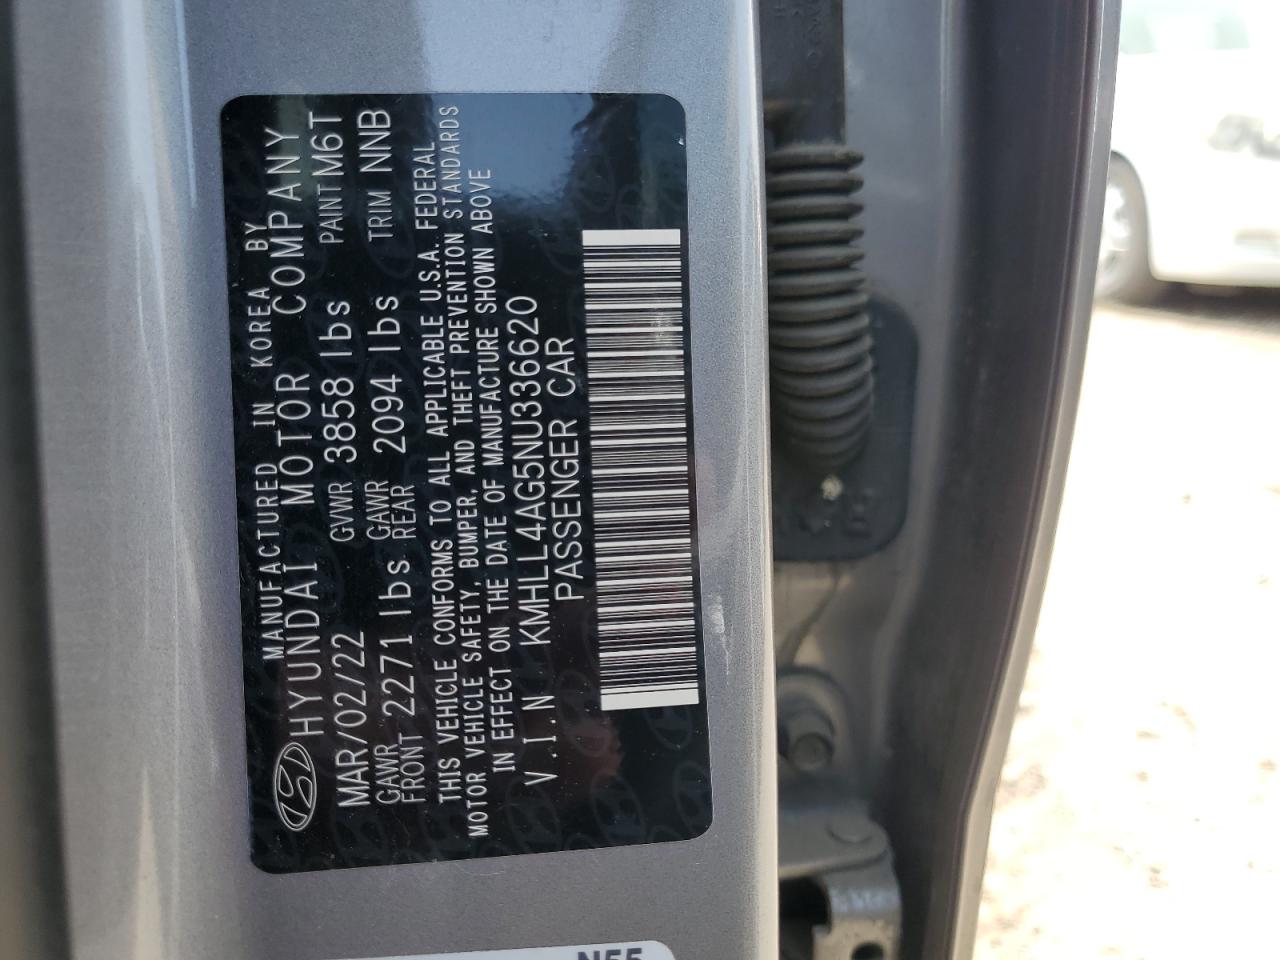 MANUFACTURED IN KOREA BY
HYUNDAI MOTOR COMPANY
MAR/02/22 GVWR 3858 lbs PAINT M6T
GAWR FRONT 2271 lbs GAWR REAR 2094 lbs TRIM NNB
THIS VEHICLE CONFORMS TO ALL APPLICABLE U.S.A. FEDERAL
MOTOR VEHICLE SAFETY, BUMPER, AND THEFT PREVENTION STANDARDS
IN EFFECT ON THE DATE OF MANUFACTURE SHOWN ABOVE
V.I.N KMHLL4AG5NU336620
PASSENGER CAR
N55